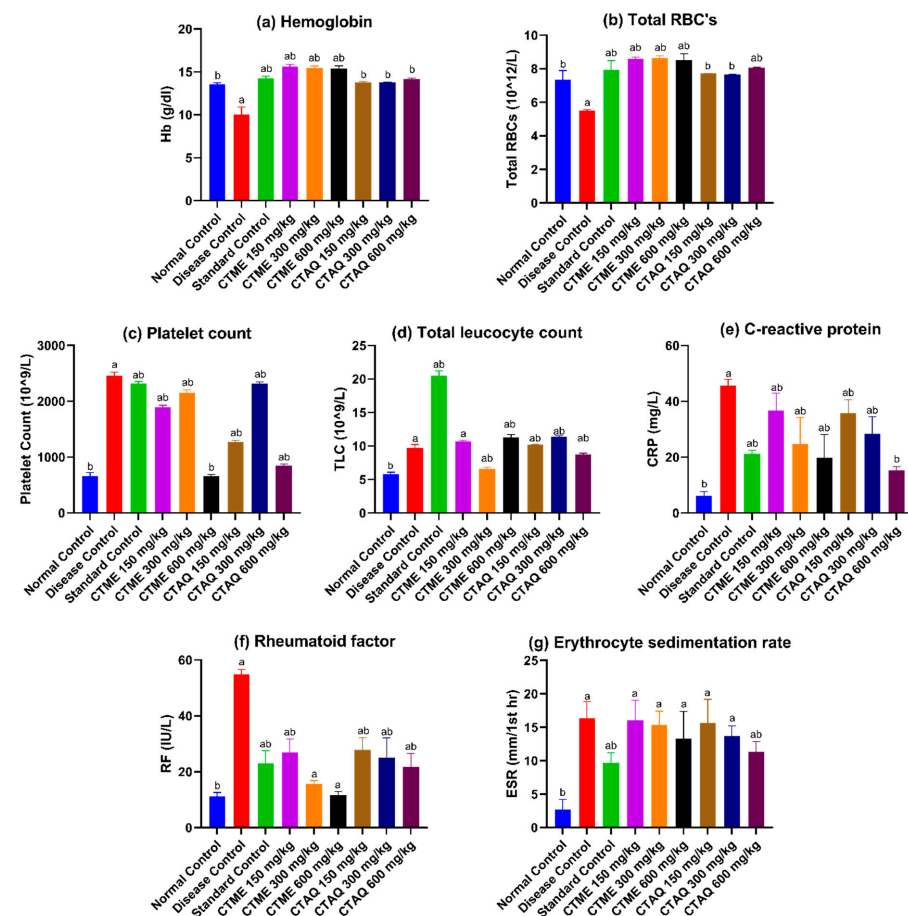 (a) Hemoglobin
Hb (g/dl)
20
15
10
5
0
b
a
ab
ab
ab
ab
b
b
b
Normal Control
Disease Control
Standard Control
CTME 150 mg/kg
CTME 300 mg/kg
CTME 600 mg/kg
CTAQ 150 mg/kg
CTAQ 300 mg/kg
CTAQ 600 mg/kg
(b) Total RBC's
Total RBCs (10^12/L)
10
8
6
4
2
0
b
a
ab
ab
ab
ab
b
b
ab
Normal Control
Disease Control
Standard Control
CTME 150 mg/kg
CTME 300 mg/kg
CTME 600 mg/kg
CTAQ 150 mg/kg
CTAQ 300 mg/kg
CTAQ 600 mg/kg
(c) Platelet count
Platelet Count (10^9/L)
3000
2000
1000
0
b
a
ab
ab
ab
b
ab
ab
ab
Normal Control
Disease Control
Standard Control
CTME 150 mg/kg
CTME 300 mg/kg
CTME 600 mg/kg
CTAQ 150 mg/kg
CTAQ 300 mg/kg
CTAQ 600 mg/kg
(d) Total leucocyte count
TLC (10^9/L)
25
20
15
10
5
0
b
a
ab
a
ab
ab
ab
ab
ab
Normal Control
Disease Control
Standard Control
CTME 150 mg/kg
CTME 300 mg/kg
CTME 600 mg/kg
CTAQ 150 mg/kg
CTAQ 300 mg/kg
CTAQ 600 mg/kg
(e) C-reactive protein
CRP (mg/L)
60
40
20
0
b
a
ab
ab
ab
ab
ab
ab
b
Normal Control
Disease Control
Standard Control
CTME 150 mg/kg
CTME 300 mg/kg
CTME 600 mg/kg
CTAQ 150 mg/kg
CTAQ 300 mg/kg
CTAQ 600 mg/kg
(f) Rheumatoid factor
RF (IU/L)
60
40
20
0
b
a
ab
ab
a
a
ab
ab
ab
Normal Control
Disease Control
Standard Control
CTME 150 mg/kg
CTME 300 mg/kg
CTME 600 mg/kg
CTAQ 150 mg/kg
CTAQ 300 mg/kg
CTAQ 600 mg/kg
(g) Erythrocyte sedimentation rate
ESR (mm/1st hr)
25
20
15
10
5
0
b
a
ab
a
a
a
a
a
ab
Normal Control
Disease Control
Standard Control
CTME 150 mg/kg
CTME 300 mg/kg
CTME 600 mg/kg
CTAQ 150 mg/kg
CTAQ 300 mg/kg
CTAQ 600 mg/kg